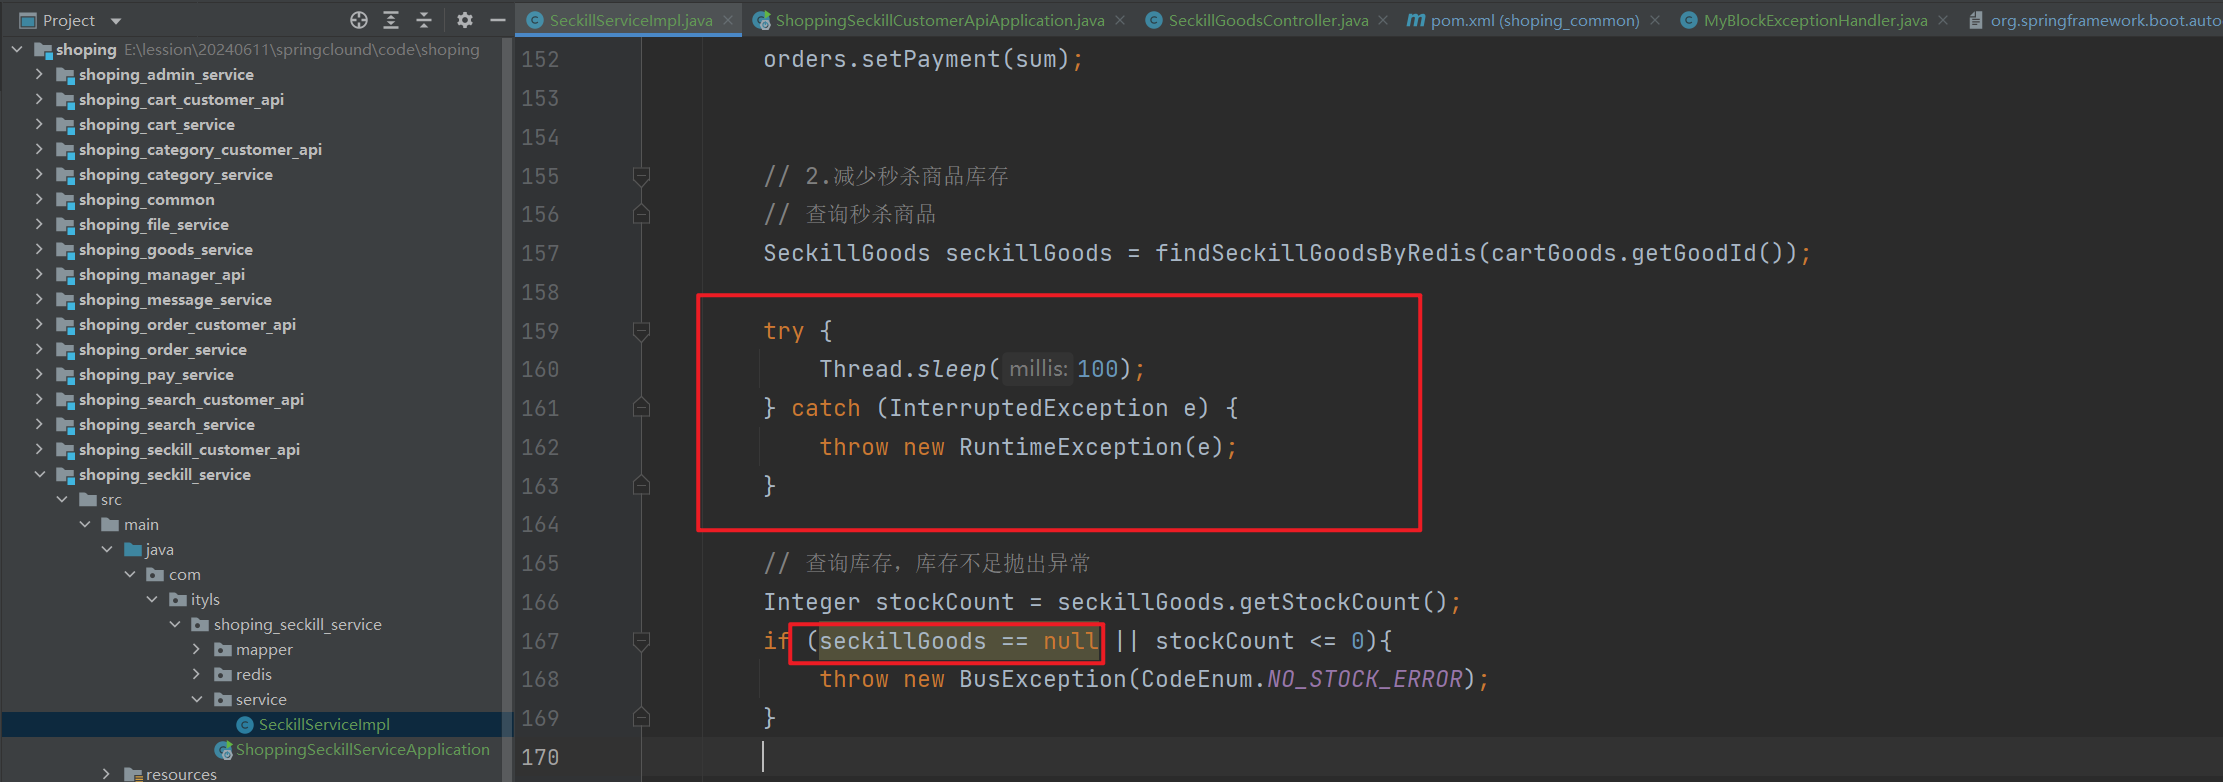 Project
SeckillServiceImpl.java
ShoppingSeckillCustomerApiApplication.java
SeckillGoodsController.java
pom.xml (shoping_common)
MyBlockExceptionHandler.java
org.springframework.boot.auto
shoping E:\lession\20240611\springclound\code\shoping
shoping_admin_service
shoping_cart_customer_api
shoping_cart_service
shoping_category_customer_api
shoping_category_service
shoping_common
shoping_file_service
shoping_goods_service
shoping_manager_api
shoping_message_service
shoping_order_customer_api
shoping_order_service
shoping_pay_service
shoping_search_customer_api
shoping_search_service
shoping_seckill_customer_api
shoping_seckill_service
src
main
java
com
ityls
shoping_seckill_service
mapper
redis
service
SeckillServiceImpl
ShoppingSeckillServiceApplication
resources
152 orders.setPayment(sum);
153
154
155 // 2.减少秒杀商品库存
156 // 查询秒杀商品
157 SeckillGoods seckillGoods = findSeckillGoodsByRedis(cartGoods.getGoodId());
158
159 try {
160 Thread.sleep( millis: 100);
161 } catch (InterruptedException e) {
162 throw new RuntimeException(e);
163 }
164
165 // 查询库存，库存不足抛出异常
166 Integer stockCount = seckillGoods.getStockCount();
167 if (seckillGoods == null || stockCount <= 0){
168 throw new BusException(CodeEnum.NO_STOCK_ERROR);
169 }
170